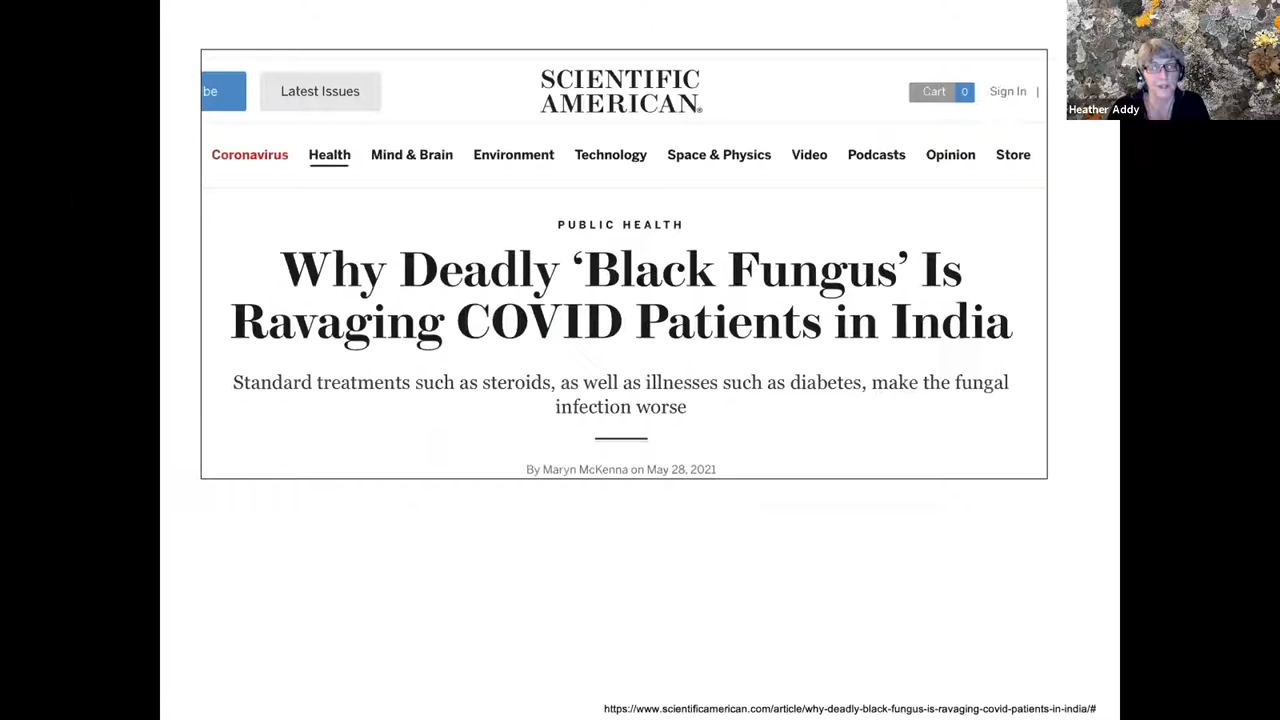 be
Latest Issues
SCIENTIFIC
AMERICAN®
Cart 0
Sign In |
Heather Addy
Coronavirus Health Mind & Brain Environment Technology Space & Physics Video Podcasts Opinion Store
PUBLIC HEALTH
Why Deadly ‘Black Fungus’ Is
Ravaging COVID Patients in India
Standard treatments such as steroids, as well as illnesses such as diabetes, make the fungal
infection worse
By Maryn McKenna on May 28, 2021
https://www.scientificamerican.com/article/why-deadly-black-fungus-is-ravaging-covid-patients-in-india/#